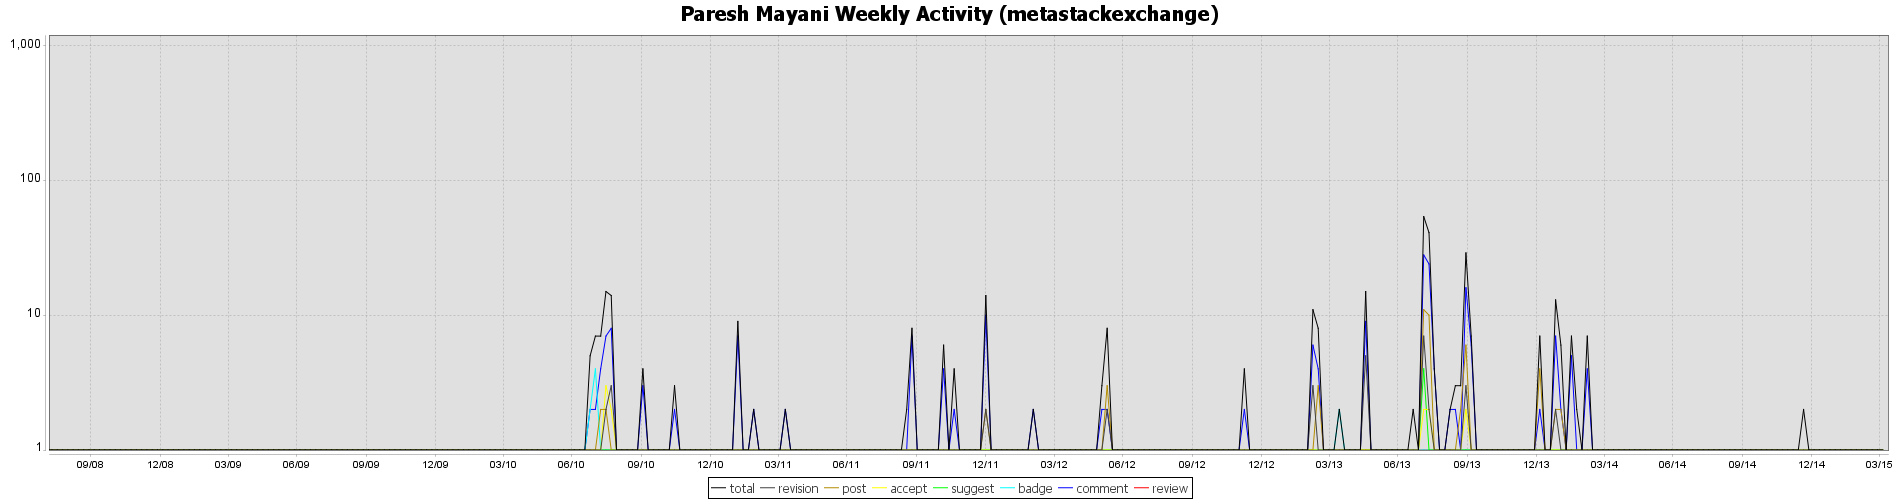 Paresh Mayani Weekly Activity (metastackexchange)
1,000
100
10
1
09/08 12/08 03/09 06/09 09/09 12/09 03/10 06/10 09/10 12/10 03/11 06/11 09/11 12/11 03/12 06/12 09/12 12/12 03/13 06/13 09/13 12/13 03/14 06/14 09/14 12/14 03/15
total revision post accept suggest badge comment review